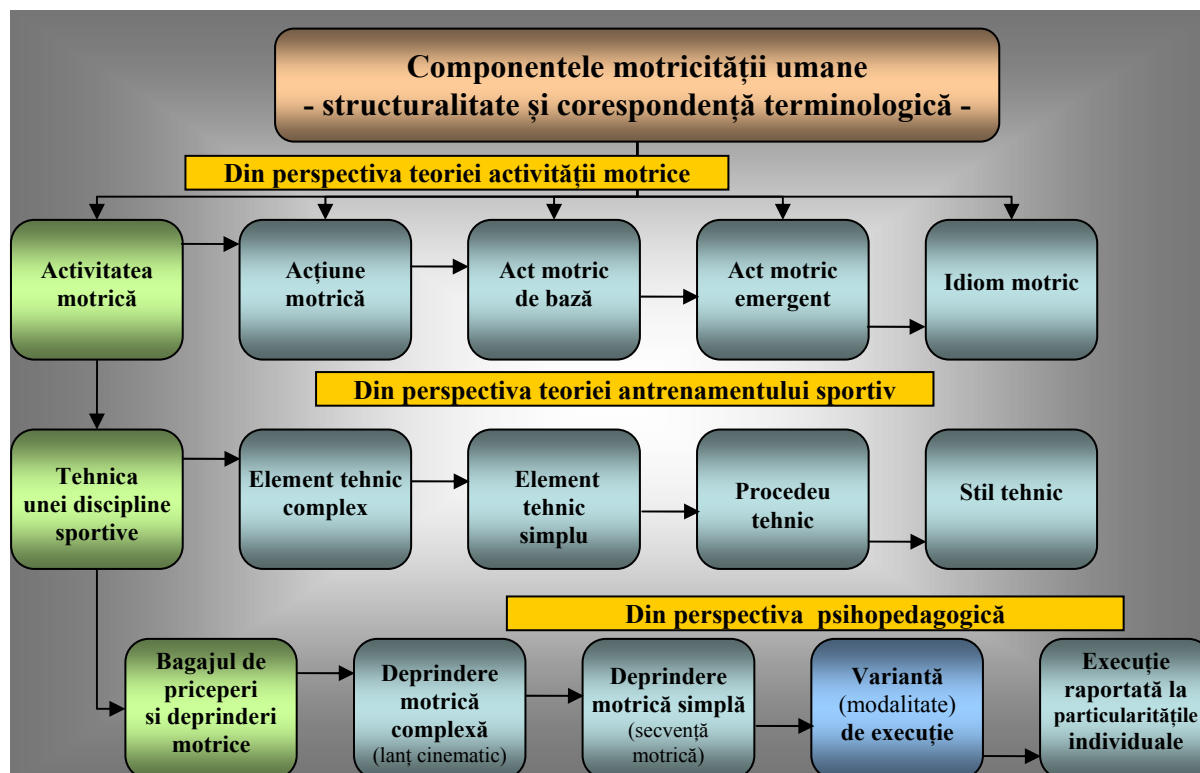 Componentele motricității umane
- structuralitate și corespondență terminologică -
Din perspectiva teoriei activității motrice
Activitatea
motrică
Acțiune
motrică
Act motric
de bază
Act motric
emergent
Idiom motric
Din perspectiva teoriei antrenamentului sportiv
Tehnica
unei discipline
sportive
Element tehnic
complex
Element
tehnic
simplu
Procedeu
tehnic
Stil tehnic
Din perspectiva psihopedagogică
Bagajul de
priceperi
si deprinderi
motrice
Deprindere
motrică
complexă
(lanț cinematic)
Deprindere
motrică simplă
(secvență
motrică)
Variantă
(modalitate)
de execuție
Execuție
raportată la
particularitățile
individuale